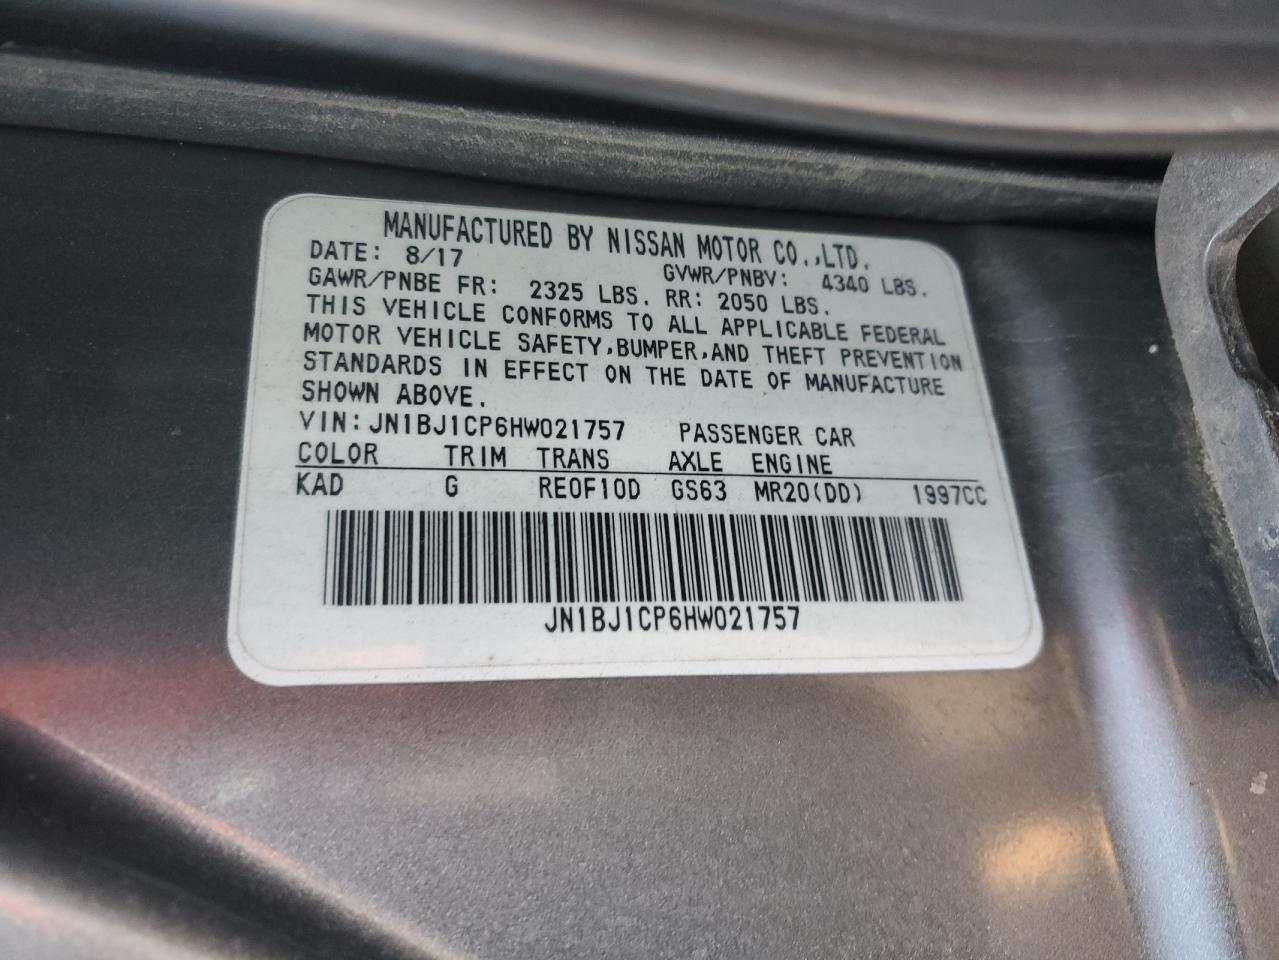 MANUFACTURED BY NISSAN MOTOR CO.,LTD.
DATE: 8/17 GVWR/PNBV: 4340 LBS.
GAWR/PNBE FR: 2325 LBS. RR: 2050 LBS.
THIS VEHICLE CONFORMS TO ALL APPLICABLE FEDERAL
MOTOR VEHICLE SAFETY,BUMPER,AND THEFT PREVENTION
STANDARDS IN EFFECT ON THE DATE OF MANUFACTURE
SHOWN ABOVE.
VIN:JN1BJ1CP6HW021757 PASSENGER CAR
COLOR TRIM TRANS AXLE ENGINE
KAD G RE0F10D GS63 MR20(DD) 1997CC
JN1BJ1CP6HW021757